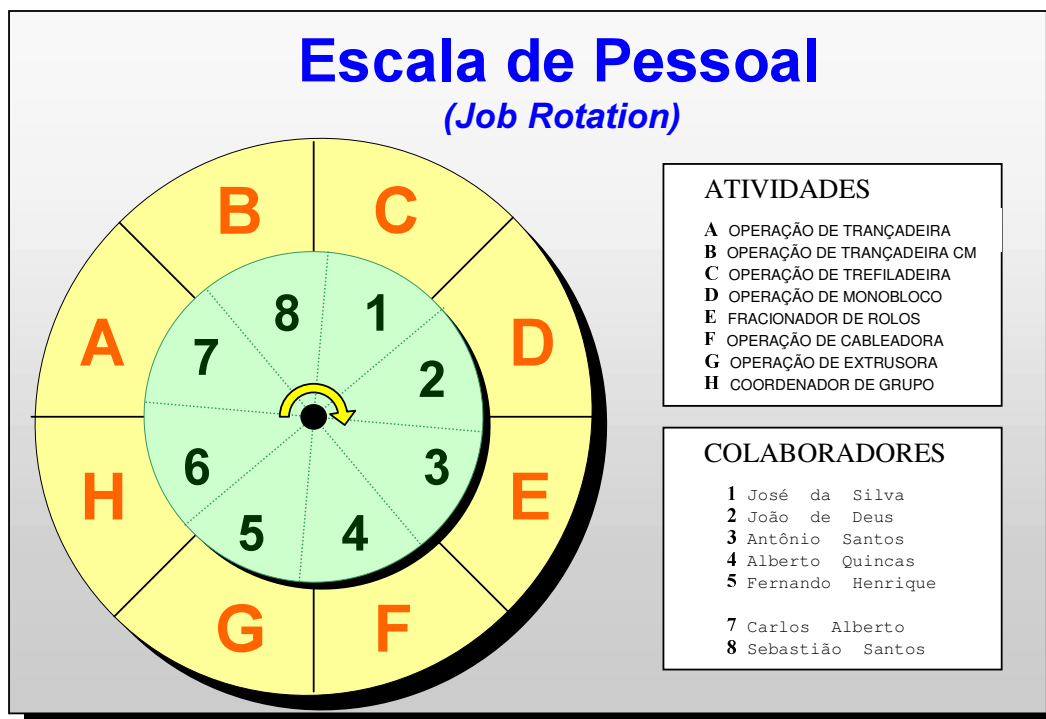 Escala de Pessoal
(Job Rotation)
B C
A D
H E
G F
8 1
7 2
6 3
5 4
ATIVIDADES
A OPERAÇÃO DE TRANÇADEIRA
B OPERAÇÃO DE TRANÇADEIRA CM
C OPERAÇÃO DE TREFILADEIRA
D OPERAÇÃO DE MONOBLOCO
E FRACIONADOR DE ROLOS
F OPERAÇÃO DE CABLEADORA
G OPERAÇÃO DE EXTRUSORA
H COORDENADOR DE GRUPO
COLABORADORES
1 José da Silva
2 João de Deus
3 Antônio Santos
4 Alberto Quincas
5 Fernando Henrique
7 Carlos Alberto
8 Sebastião Santos